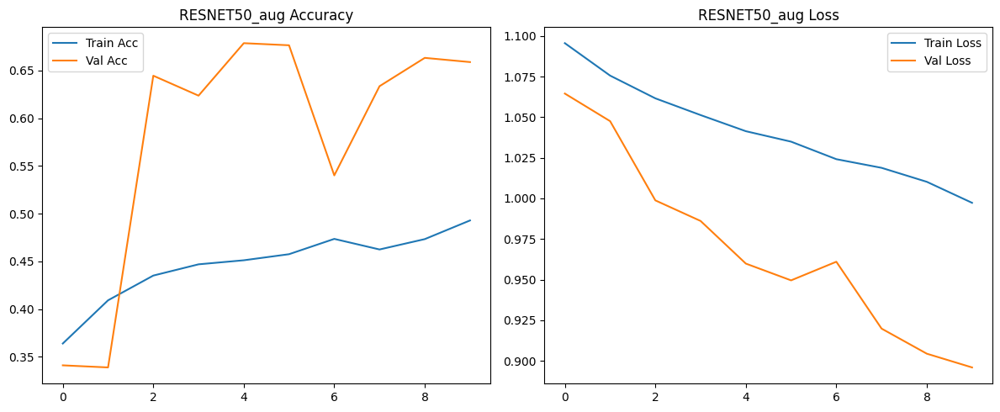 RESNET50_aug Accuracy
Train Acc
Val Acc
0.65
0.60
0.55
0.50
0.45
0.40
0.35
0 2 4 6 8
RESNET50_aug Loss
Train Loss
Val Loss
1.100
1.075
1.050
1.025
1.000
0.975
0.950
0.925
0.900
0 2 4 6 8